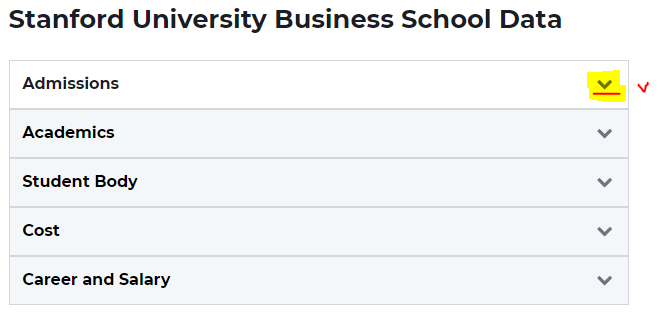 Stanford University Business School Data
Admissions
Academics
Student Body
Cost
Career and Salary